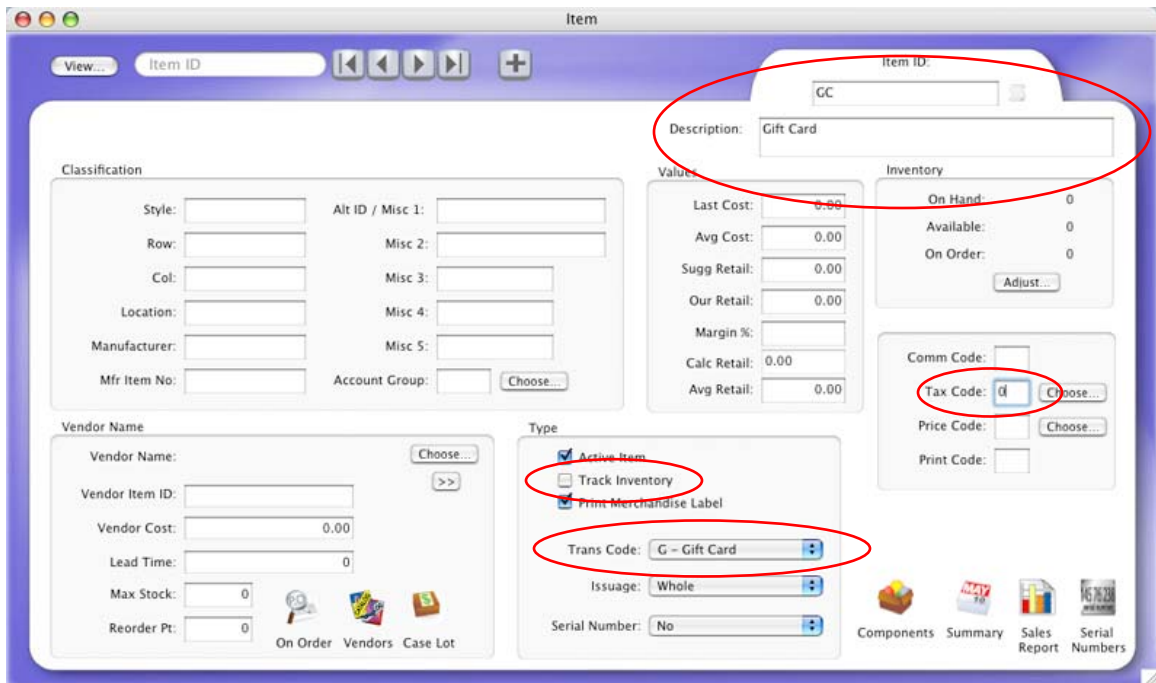 Item
View... Item ID
Item ID:
GC
Description: Gift Card
Classification
Style:
Row:
Col:
Location:
Manufacturer:
Mfr Item No:
Alt ID / Misc 1:
Misc 2:
Misc 3:
Misc 4:
Misc 5:
Account Group: Choose...
Values
Last Cost: 0.00
Avg Cost: 0.00
Sugg Retail: 0.00
Our Retail: 0.00
Margin %:
Calc Retail: 0.00
Avg Retail: 0.00
Inventory
On Hand: 0
Available: 0
On Order: 0
Adjust...
Comm Code:
Tax Code: 0 Choose...
Price Code: Choose...
Print Code:
Vendor Name
Vendor Name: Choose...
>>
Vendor Item ID:
Vendor Cost: 0.00
Lead Time: 0
Max Stock: 0
Reorder Pt: 0
On Order Vendors Case Lot
Type
Active Item
Track Inventory
Print Merchandise Label
Trans Code: G - Gift Card
Issuage: Whole
Serial Number: No
MAY
10
Components Summary Sales Report Serial Numbers